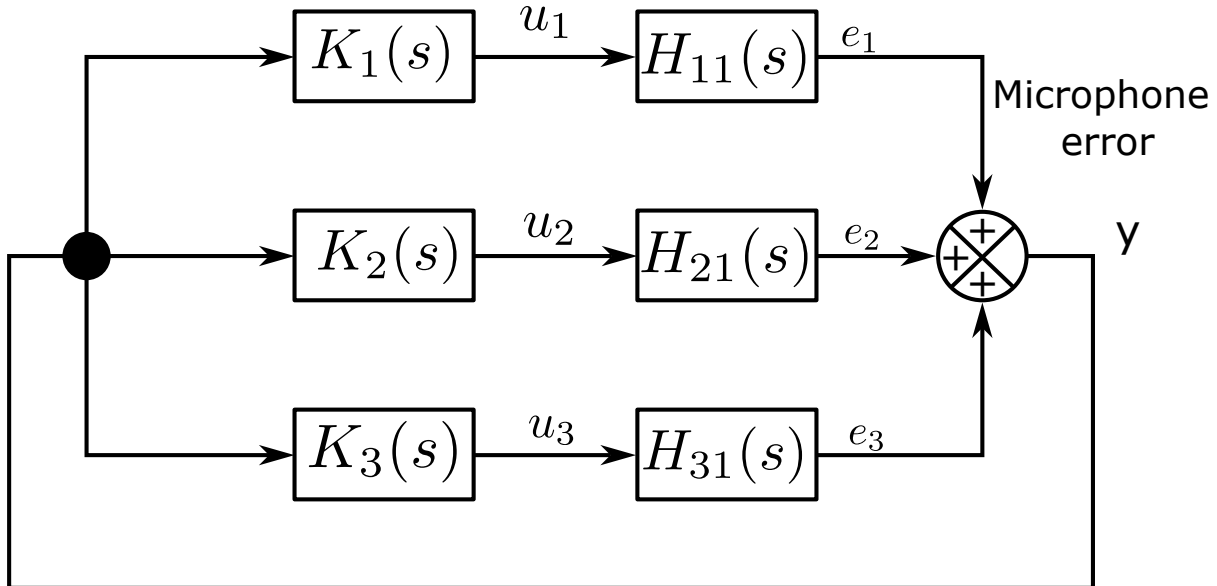 u₁
e₁
K₁(s)
H₁₁(s)
Microphone
error
+
u₂
e₂
y
K₂(s)
H₂₁(s)
+
+
u₃
e₃
K₃(s)
H₃₁(s)